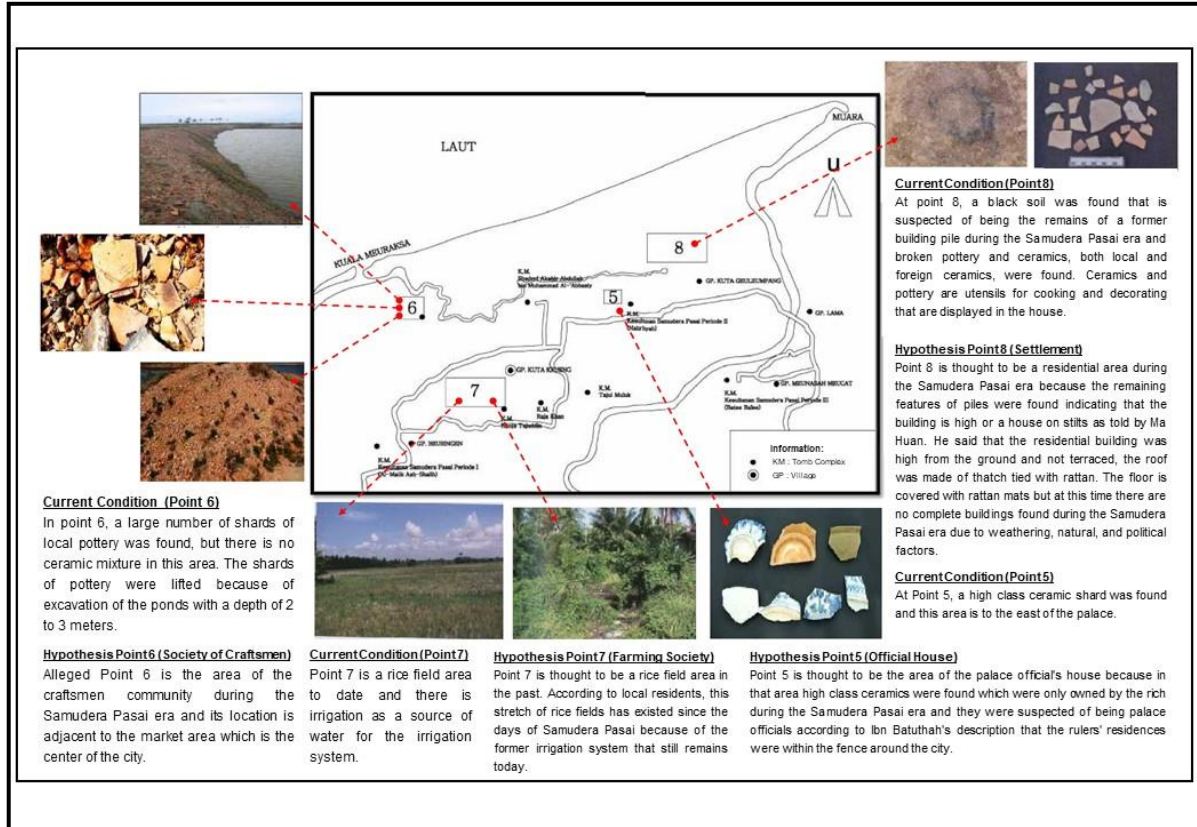 LAUT
MUARA
U
KUALA MEURAKSA
8
K.M.
GP. KUTA GEULEUMPANG
5
6
K.M.
Kesultanan Samudera Pasai Periode II
(Nahrisyah)
GP. LAMA
GP. KUTA KRUENG
7
K.M.
Tajul Muluk
K.M.
Raja Khan
K.M.
GP. MEUNASAH MEUCAT
K.M.
Kesultanan Samudera Pasai Periode III
(Batee Balee)
GP. BEURINGEN
K.M.
Kesultanan Samudera Pasai Periode I
(Al-Malik Ash-Shalih)
Information:
KM : Tomb Complex
GP : Village
Current Condition (Point 8)
At point 8, a black soil was found that is
suspected of being the remains of a former
building pile during the Samudera Pasai era and
broken pottery and ceramics, both local and
foreign ceramics, were found. Ceramics and
pottery are utensils for cooking and decorating
that are displayed in the house.
Hypothesis Point 8 (Settlement)
Point 8 is thought to be a residential area during
the Samudera Pasai era because the remaining
features of piles were found indicating that the
building is high or a house on stilts as told by Ma
Huan. He said that the residential building was
high from the ground and not terraced, the roof
was made of thatch tied with rattan. The floor is
covered with rattan mats but at this time there are
no complete buildings found during the Samudera
Pasai era due to weathering, natural, and political
factors.
Current Condition (Point 5)
At Point 5, a high class ceramic shard was found
and this area is to the east of the palace.
Current Condition (Point 6)
In point 6, a large number of shards of
local pottery was found, but there is no
ceramic mixture in this area. The shards
of pottery were lifted because of
excavation of the ponds with a depth of 2
to 3 meters.
Hypothesis Point 6 (Society of Craftsmen)
Alleged Point 6 is the area of the
craftsmen community during the
Samudera Pasai era and its location is
adjacent to the market area which is the
center of the city.
Current Condition (Point 7)
Point 7 is a rice field area
to date and there is
irrigation as a source of
water for the irrigation
system.
Hypothesis Point 7 (Farming Society)
Point 7 is thought to be a rice field area in
the past. According to local residents, this
stretch of rice fields has existed since the
days of Samudera Pasai because of the
former irrigation system that still remains
today.
Hypothesis Point 5 (Official House)
Point 5 is thought to be the area of the palace official's house because in
that area high class ceramics were found which were only owned by the rich
during the Samudera Pasai era and they were suspected of being palace
officials according to Ibn Batuthah's description that the rulers' residences
were within the fence around the city.